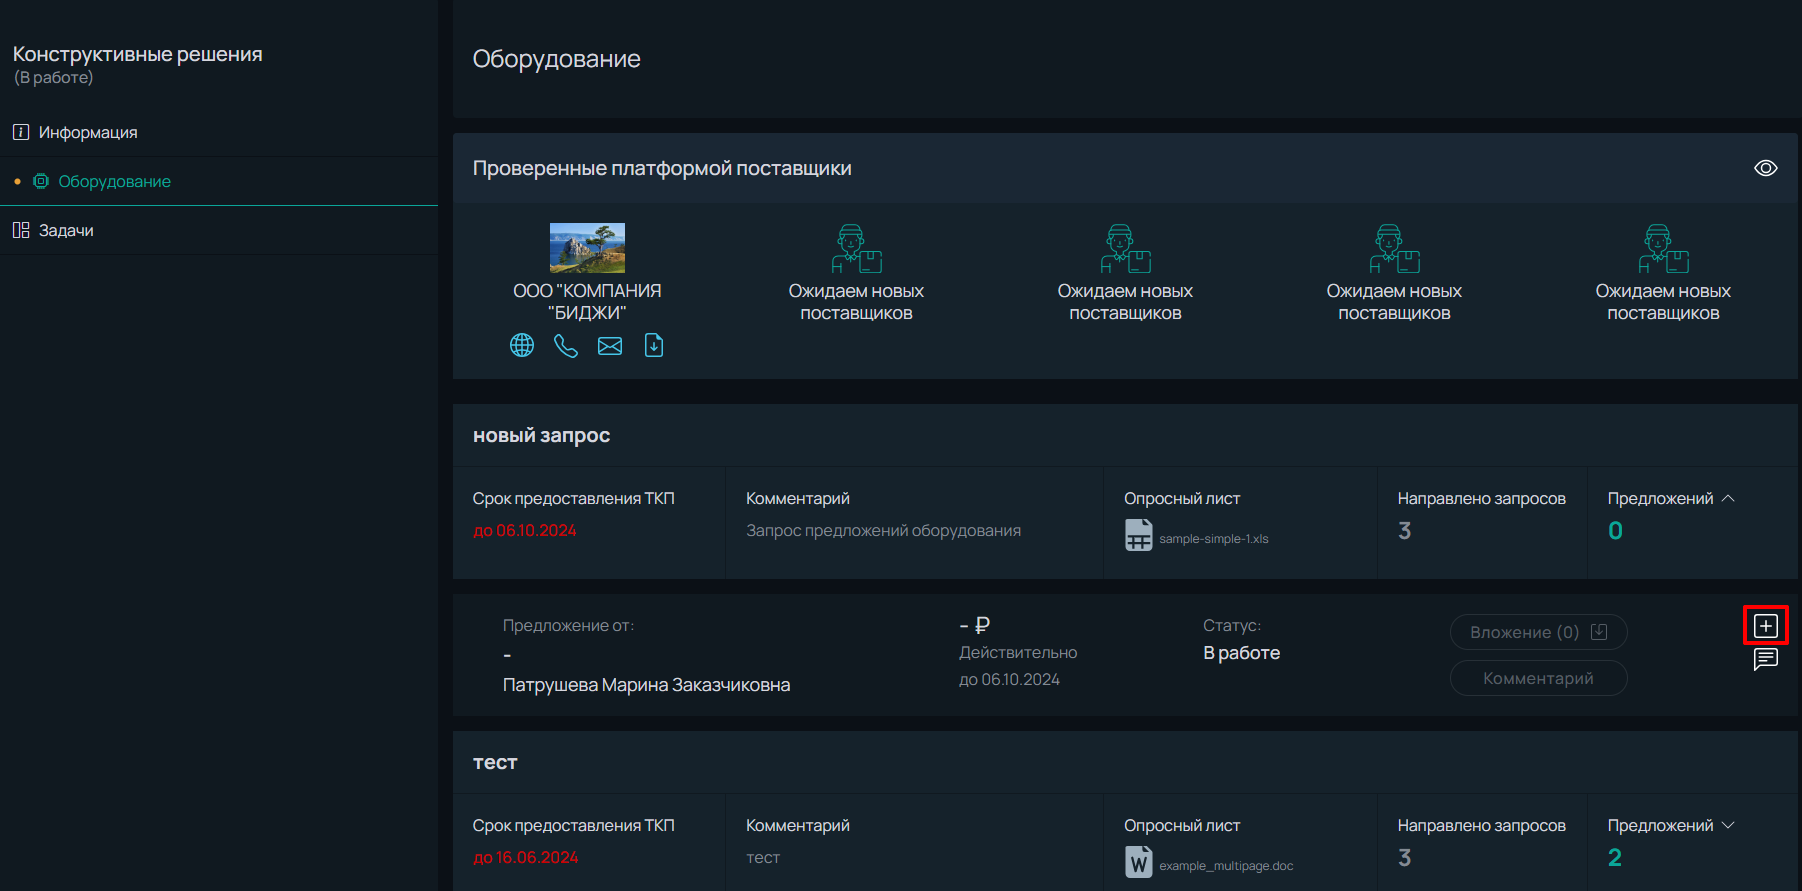 Конструктивные решения
(В работе)
Информация
Оборудование
Задачи
Оборудование
Проверенные платформой поставщики
ООО "КОМПАНИЯ
"БИДЖИ"
Ожидаем новых
поставщиков
Ожидаем новых
поставщиков
Ожидаем новых
поставщиков
Ожидаем новых
поставщиков
новый запрос
Срок предоставления ТКП
до 06.10.2024
Комментарий
Запрос предложений оборудования
Опросный лист
sample-simple-1.xls
Направлено запросов
3
Предложений
0
Предложение от:
-
Патрушева Марина Заказчиковна
- ₽
Действительно
до 06.10.2024
Статус:
В работе
Вложение (0)
Комментарий
тест
Срок предоставления ТКП
до 16.06.2024
Комментарий
тест
Опросный лист
W example_multipage.doc
Направлено запросов
3
Предложений
2